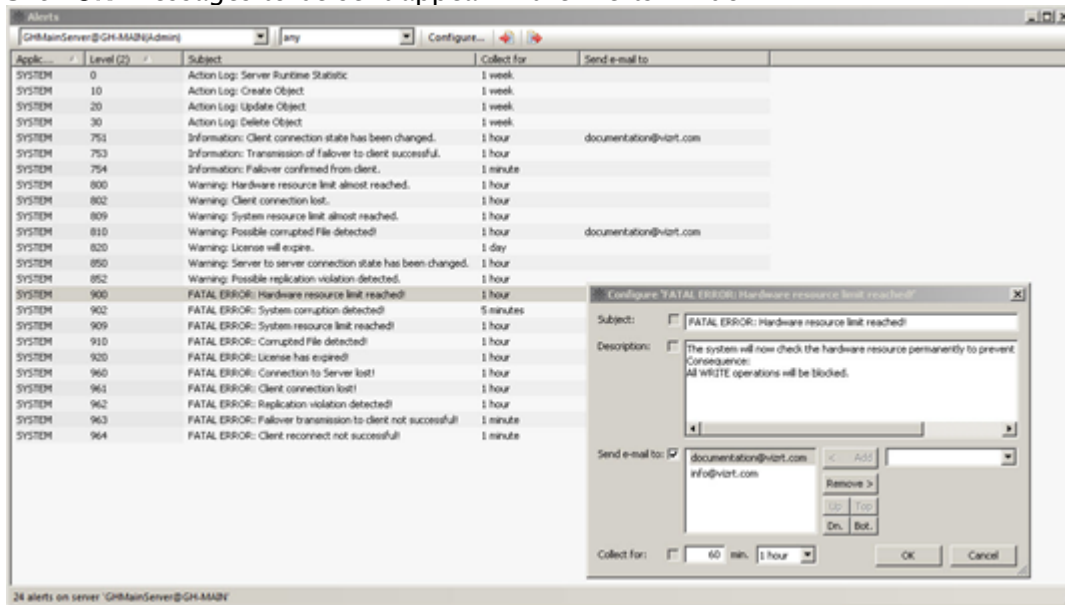 Alerts
GHMainServer@GH-MAIN(Admin) any Configure...
Applic... Level (2) Subject Collect for Send e-mail to
SYSTEM 0 Action Log: Server Runtime Statistic 1 week
SYSTEM 10 Action Log: Create Object 1 week
SYSTEM 20 Action Log: Update Object 1 week
SYSTEM 30 Action Log: Delete Object 1 week
SYSTEM 751 Information: Client connection state has been changed. 1 hour documentation@vizrt.com
SYSTEM 753 Information: Transmission of failover to client successful. 1 hour
SYSTEM 754 Information: Failover confirmed from client. 1 minute
SYSTEM 800 Warning: Hardware resource limit almost reached. 1 hour
SYSTEM 802 Warning: Client connection lost. 1 hour
SYSTEM 809 Warning: System resource limit almost reached. 1 hour
SYSTEM 810 Warning: Possible corrupted File detected! 1 hour documentation@vizrt.com
SYSTEM 820 Warning: License will expire. 1 day
SYSTEM 850 Warning: Server to server connection state has been changed. 1 hour
SYSTEM 852 Warning: Possible replication violation detected. 1 hour
SYSTEM 900 FATAL ERROR: Hardware resource limit reached! 1 hour
SYSTEM 902 FATAL ERROR: System corruption detected! 5 minutes
SYSTEM 909 FATAL ERROR: System resource limit reached! 1 hour
SYSTEM 910 FATAL ERROR: Corrupted File detected! 1 hour
SYSTEM 920 FATAL ERROR: License has expired! 1 hour
SYSTEM 960 FATAL ERROR: Connection to Server lost! 1 hour
SYSTEM 961 FATAL ERROR: Client connection lost! 1 hour
SYSTEM 962 FATAL ERROR: Replication violation detected! 1 hour
SYSTEM 963 FATAL ERROR: Failover transmission to client not successful! 1 minute
SYSTEM 964 FATAL ERROR: Client reconnect not successful! 1 minute
Configure 'FATAL ERROR: Hardware resource limit reached!'
Subject: FATAL ERROR: Hardware resource limit reached!
Description: The system will now check the hardware resource permanently to prevent
Consequence:
All WRITE operations will be blocked.
Send e-mail to: documentation@vizrt.com < Add
info@vizrt.com
Remove >
Up Top
Dn. Bot.
Collect for: 60 min. 1 hour OK Cancel
24 alerts on server 'GHMainServer@GH-MAIN'